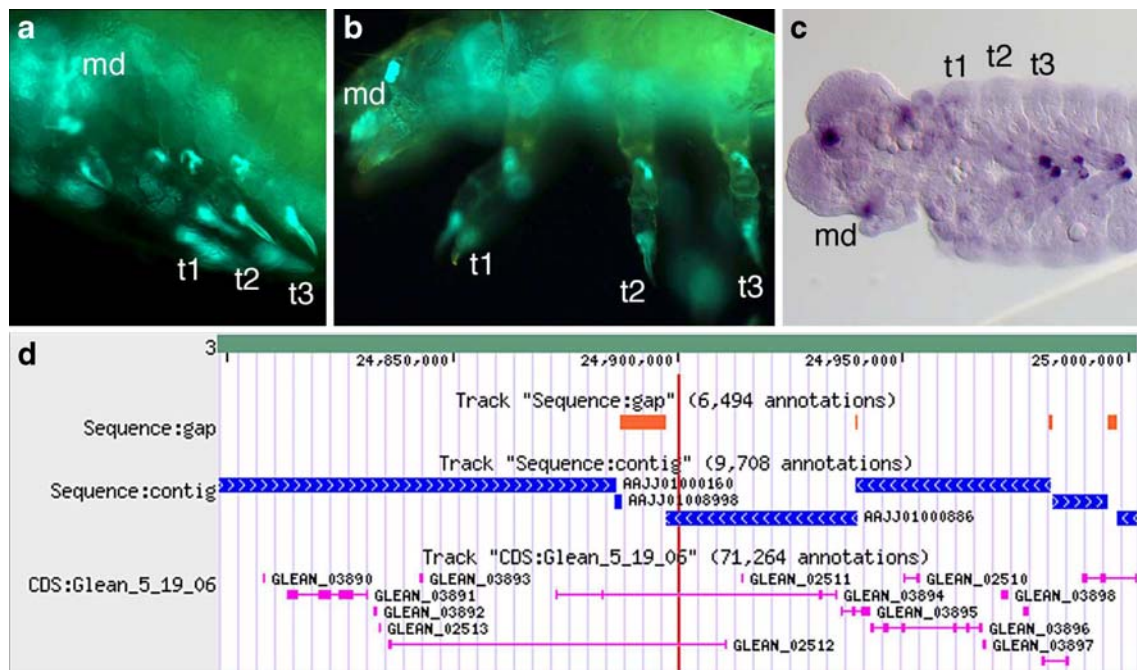 a
md
t1
t2
t3
b
md
t1
t2
t3
c
t1
t2
t3
md
d
3
24,850,000 24,900,000 24,950,000 25,000,000
Track "Sequence:gap" (6,494 annotations)
Sequence:gap
Track "Sequence:contig" (9,708 annotations)
Sequence:contig
AAJJ01000160
AAJJ01008998
AAJJ01000886
Track "CDS:Glean_5_19_06" (71,264 annotations)
CDS:Glean_5_19_06
GLEAN_03890 GLEAN_03893 GLEAN_02511 GLEAN_02510
GLEAN_03891 GLEAN_03894 GLEAN_03898
GLEAN_03892 GLEAN_03895
GLEAN_02513 GLEAN_03896
GLEAN_02512 GLEAN_03897